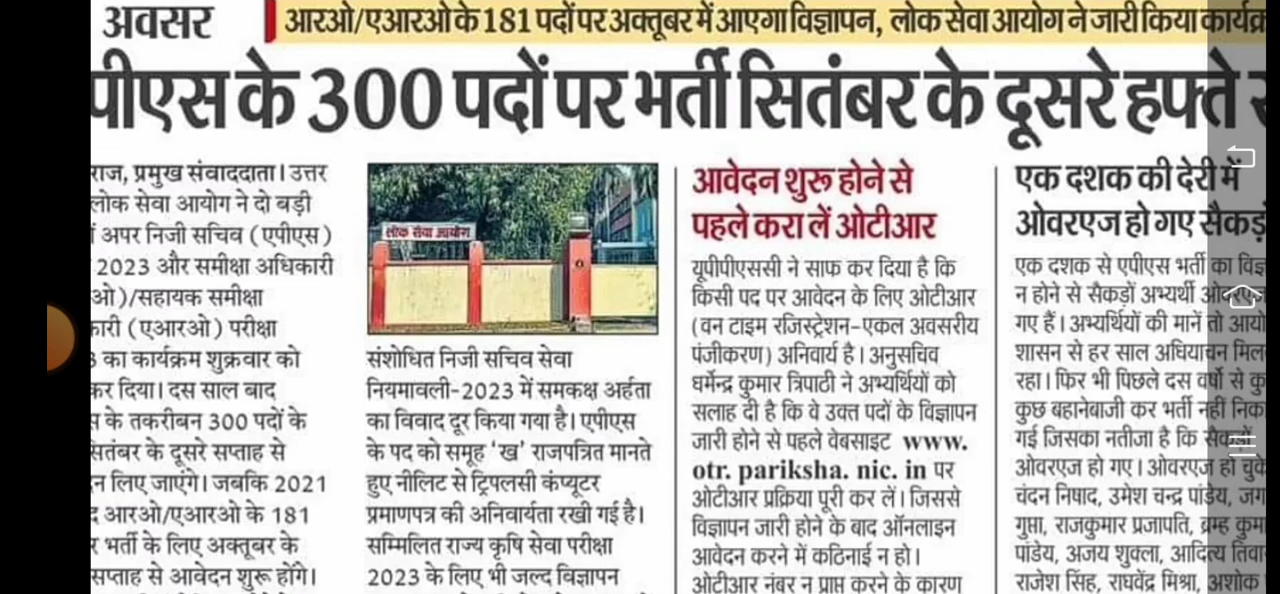 अवसर
आरओ/एआरओ के 181 पदों पर अक्तूबर में आएगा विज्ञापन, लोक सेवा आयोग ने जारी किया
पीएस के 300 पदों पर भर्ती सितंबर के दूसरे हफ्ते
राज, प्रमुख संवाददाता। उत्तर
लोक सेवा आयोग ने दो बड़ी
अपर निजी सचिव (एपीएस)
2023 और समीक्षा अधिकारी
ओ)/सहायक समीक्षा
कारी (एआरओ) परीक्षा
3 का कार्यक्रम शुक्रवार को
कर दिया। दस साल बाद
स के तकरीबन 300 पदों के
सितंबर के दूसरे सप्ताह से
न लिए जाएंगे। जबकि 2021
द आरओ/एआरओ के 181
र भर्ती के लिए अक्तूबर के
सप्ताह से आवेदन शुरू होंगे।
लोक सेवा आयोग
संशोधित निजी सचिव सेवा
नियमावली-2023 में समकक्ष अर्हता
का विवाद दूर किया गया है। एपीएस
के पद को समूह ‘ख’ राजपत्रित मानते
हुए नीलिट से ट्रिपलसी कंप्यूटर
प्रमाणपत्र की अनिवार्यता रखी गई है।
सम्मिलित राज्य कृषि सेवा परीक्षा
2023 के लिए भी जल्द विज्ञापन
आवेदन शुरू होने से
पहले करा लें ओटीआर
यूपीपीएससी ने साफ कर दिया है कि
किसी पद पर आवेदन के लिए ओटीआर
(वन टाइम रजिस्ट्रेशन-एकल अवसरीय
पंजीकरण) अनिवार्य है। अनुसचिव
धर्मेन्द्र कुमार त्रिपाठी ने अभ्यर्थियों को
सलाह दी है कि वे उक्त पदों के विज्ञापन
जारी होने से पहले वेबसाइट www.
otr. pariksha. nic. in पर
ओटीआर प्रक्रिया पूरी कर लें। जिससे
विज्ञापन जारी होने के बाद ऑनलाइन
आवेदन करने में कठिनाई न हो।
ओटीआर नंबर न प्राप्त करने के कारण
एक दशक की देरी में
ओवरएज हो गए सैकड़ों
एक दशक से एपीएस भर्ती का
न होने से सैकड़ों अभ्यर्थी ओवरएज
गए हैं। अभ्यर्थियों की मानें तो
शासन से हर साल अधियाचन मिल
रहा। फिर भी पिछले दस वर्षों से
कुछ बहानेबाजी कर भर्ती नहीं
गई जिसका नतीजा है कि सैकड़ों
ओवरएज हो गए। ओवरएज हो चुके
चंदन निषाद, उमेश चन्द्र पांडेय,
गुप्ता, राजकुमार प्रजापति, ब्रम्ह
पांडेय, अजय शुक्ला, आदित्य
राजेश सिंह, राघवेंद्र मिश्रा, अशोक